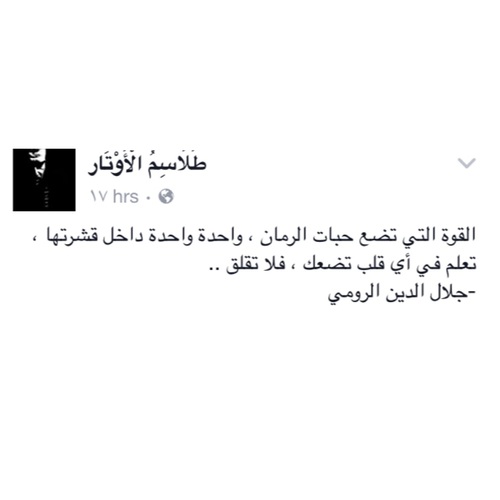 طَلَاسِمُ الْأَوْتَار
١٧ hrs ·
القوة التي تضع حبات الرمان ، واحدة واحدة داخل قشرتها ،
تعلم في أي قلب تضعك ، فلا تقلق ..
-جلال الدين الرومي